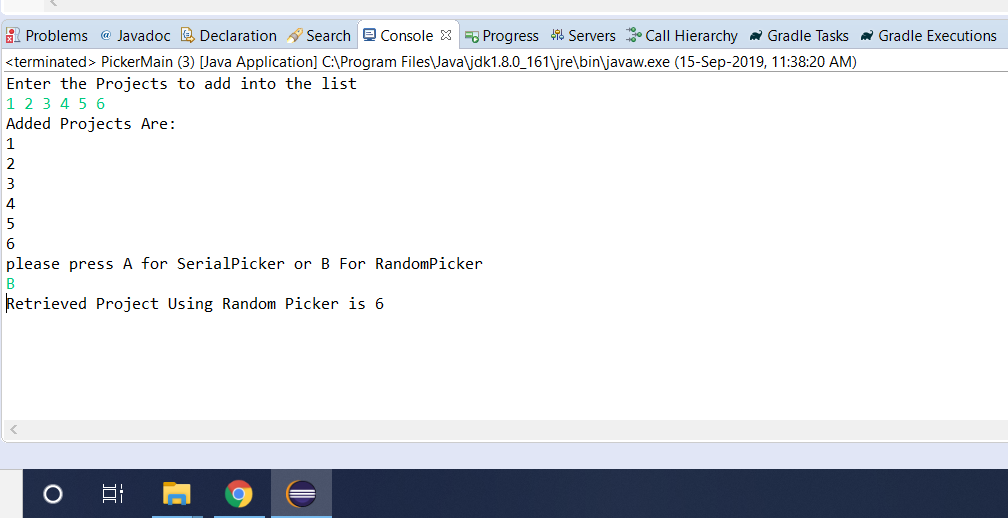 Problems @ Javadoc Declaration Search Console Progress Servers Call Hierarchy Gradle Tasks Gradle Executions
<terminated> PickerMain (3) [Java Application] C:\Program Files\Java\jdk1.8.0_161\jre\bin\javaw.exe (15-Sep-2019, 11:38:20 AM)
Enter the Projects to add into the list
1 2 3 4 5 6
Added Projects Are:
1
2
3
4
5
6
please press A for SerialPicker or B For RandomPicker
B
Retrieved Project Using Random Picker is 6